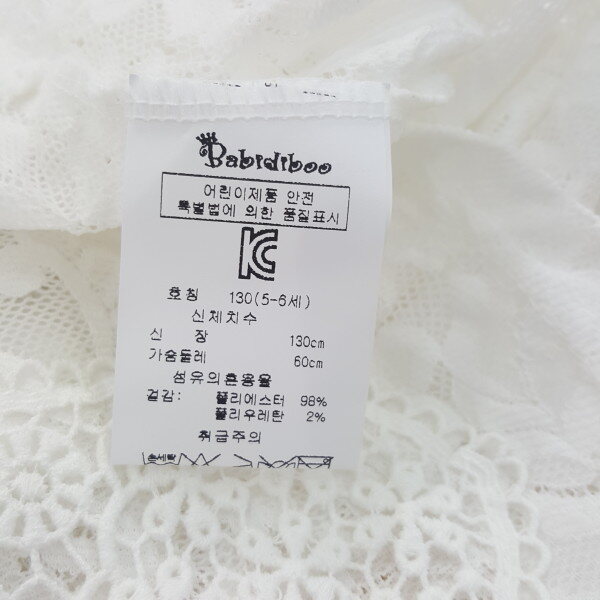 Babidiboo
어린이제품 안전
특별법에 의한 품질표시
KC
호칭 130(5-6세)
신체치수
신 장 130cm
가슴둘레 60cm
섬유의혼용율
겉감: 폴리에스터 98%
폴리우레탄 2%
취급주의
손세탁